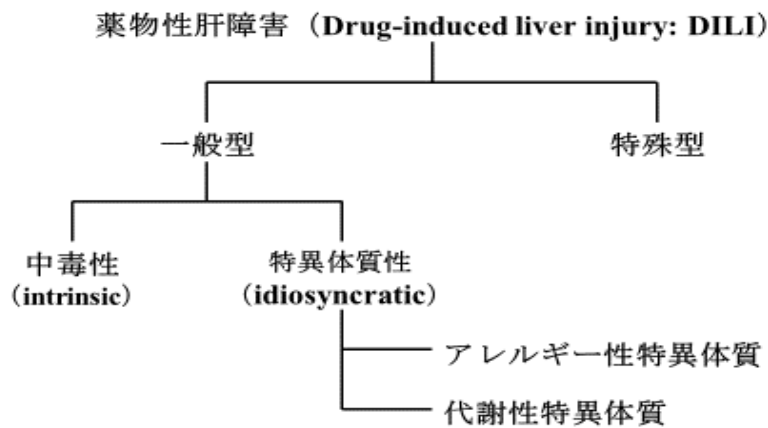 薬物性肝障害（Drug-induced liver injury: DILI）
一般型
特殊型
中毒性
（intrinsic）
特異体質性
（idiosyncratic）
アレルギー性特異体質
代謝性特異体質